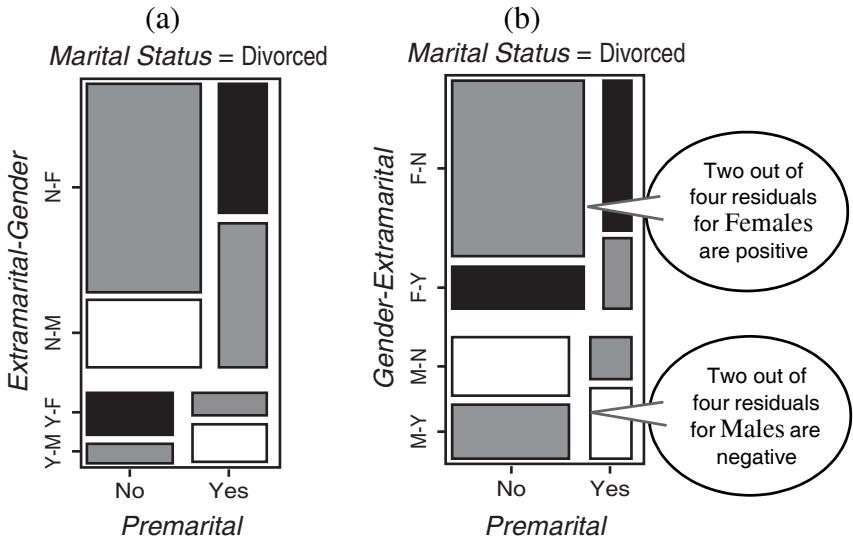 (a)
Marital Status = Divorced
Extramarital-Gender
N-F
N-M
Y-F
Y-M
No
Yes
Premarital
(b)
Marital Status = Divorced
Gender-Extramarital
F-N
F-Y
M-N
M-Y
No
Yes
Premarital
Two out of
four residuals
for Females
are positive
Two out of
four residuals
for Males are
negative